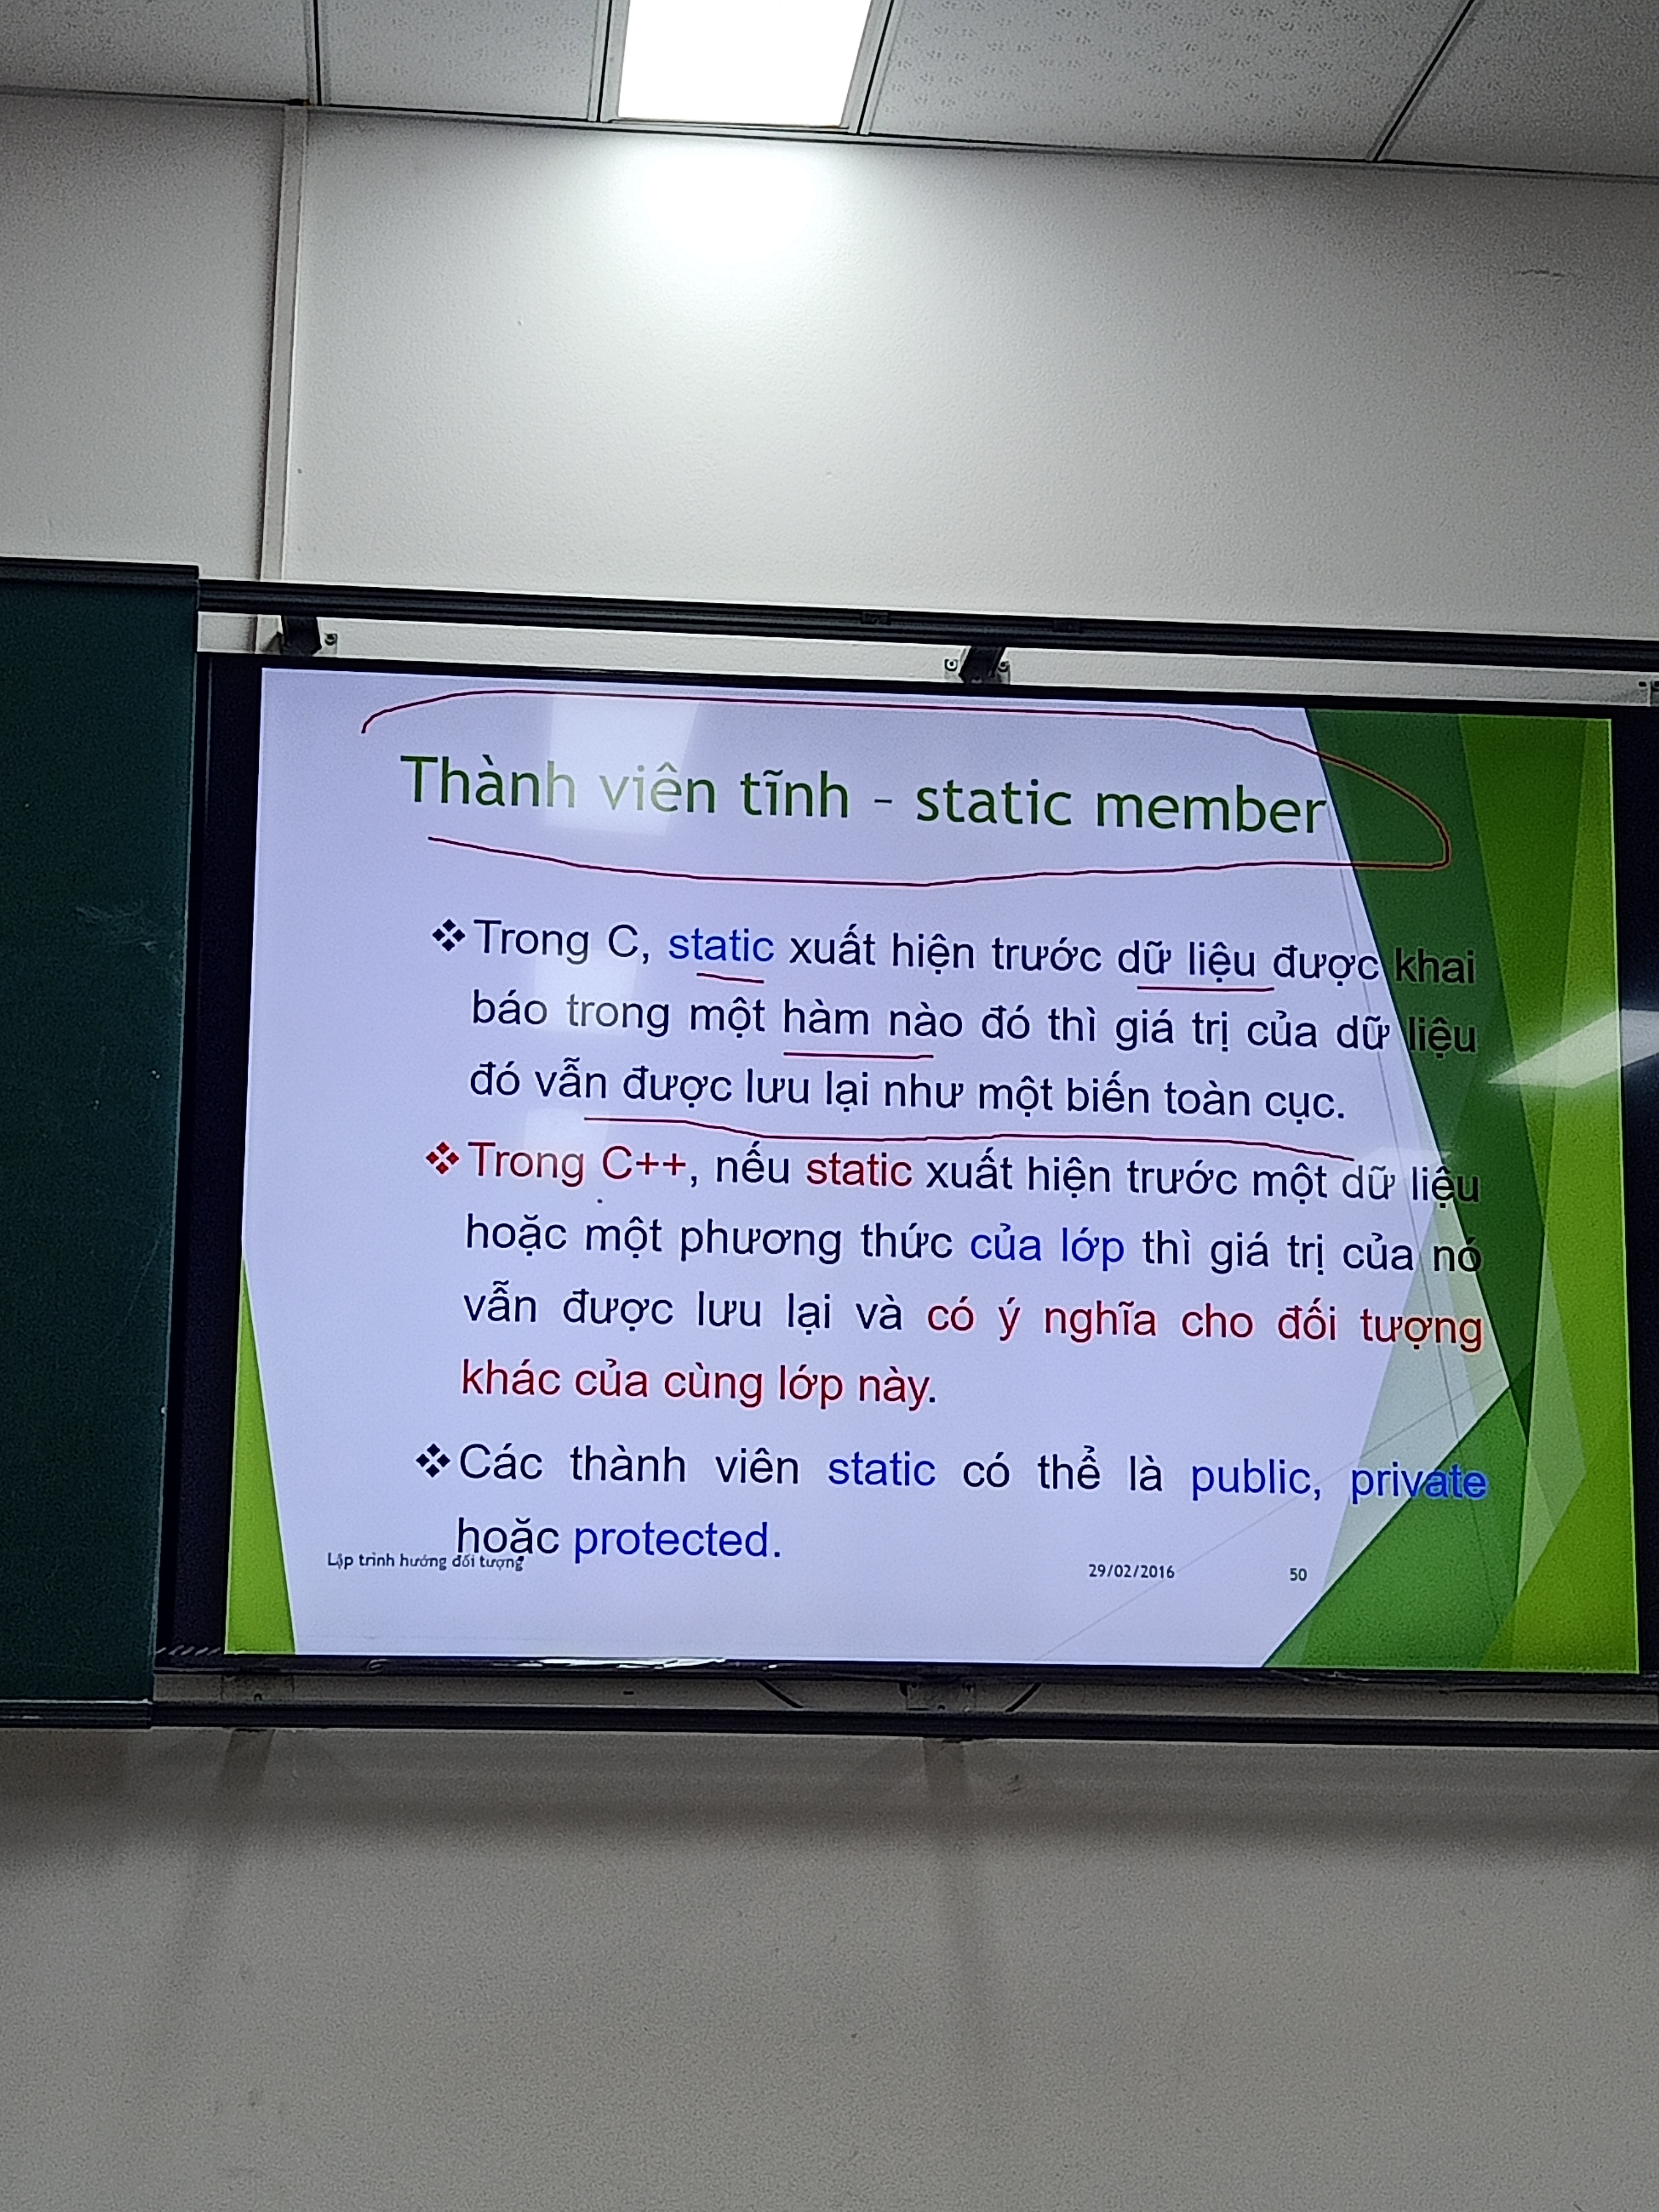 Thành viên tĩnh - static member
❖Trong C, static xuất hiện trước dữ liệu được khai
báo trong một hàm nào đó thì giá trị của dữ liệu
đó vẫn được lưu lại như một biến toàn cục.
❖Trong C++, nếu static xuất hiện trước một dữ liệu
hoặc một phương thức của lớp thì giá trị của nó
vẫn được lưu lại và có ý nghĩa cho đối tượng
khác của cùng lớp này.
❖Các thành viên static có thể là public, private
hoặc protected.
Lập trình hướng đối tượng 29/02/2016 50